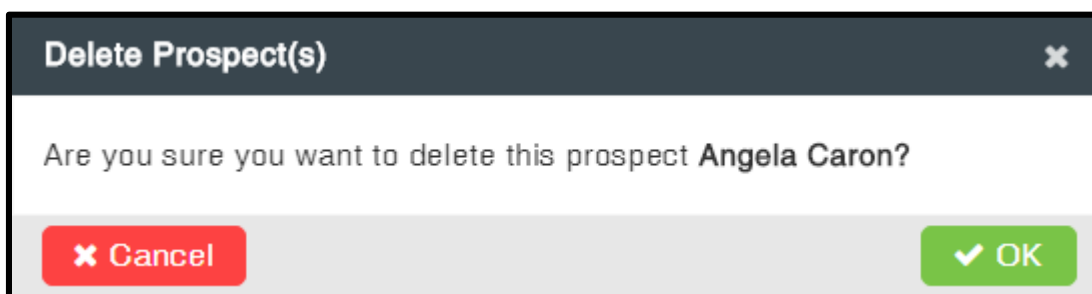 Delete Prospect(s)
Are you sure you want to delete this prospect Angela Caron?
Cancel
OK